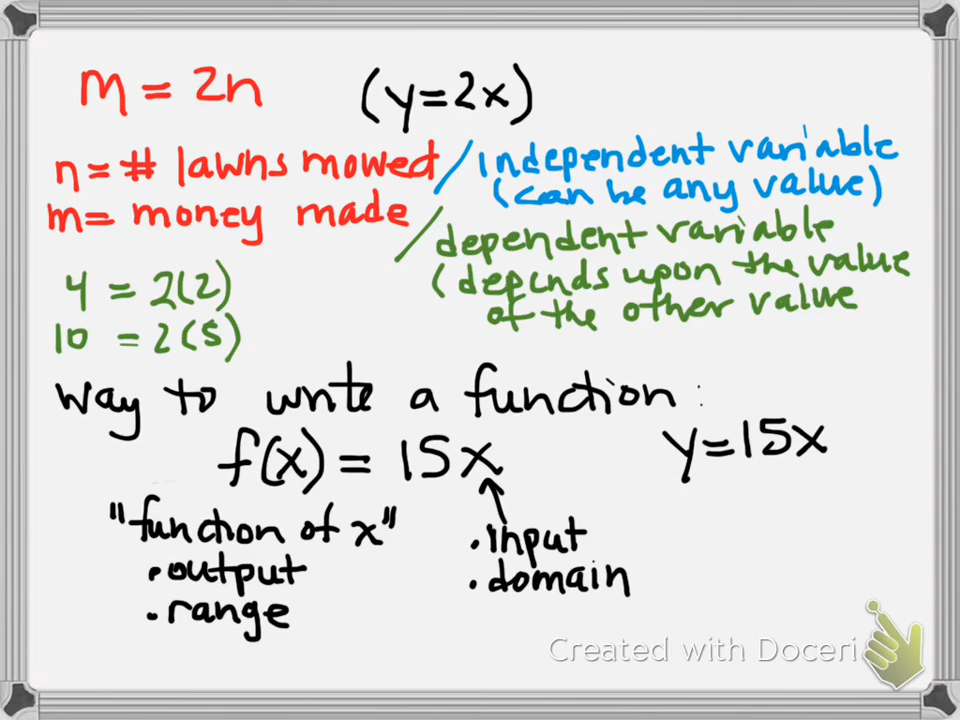 m = 2n (y=2x)
n = # lawns mowed / independent variable
(can be any value)
m = money made / dependent variable
(depends upon the value
of the other value
4 = 2(2)
10 = 2(5)
way to write a function:
f(x) = 15x y=15x
"function of x"
• output
• range
• input
• domain
Created with Doceri